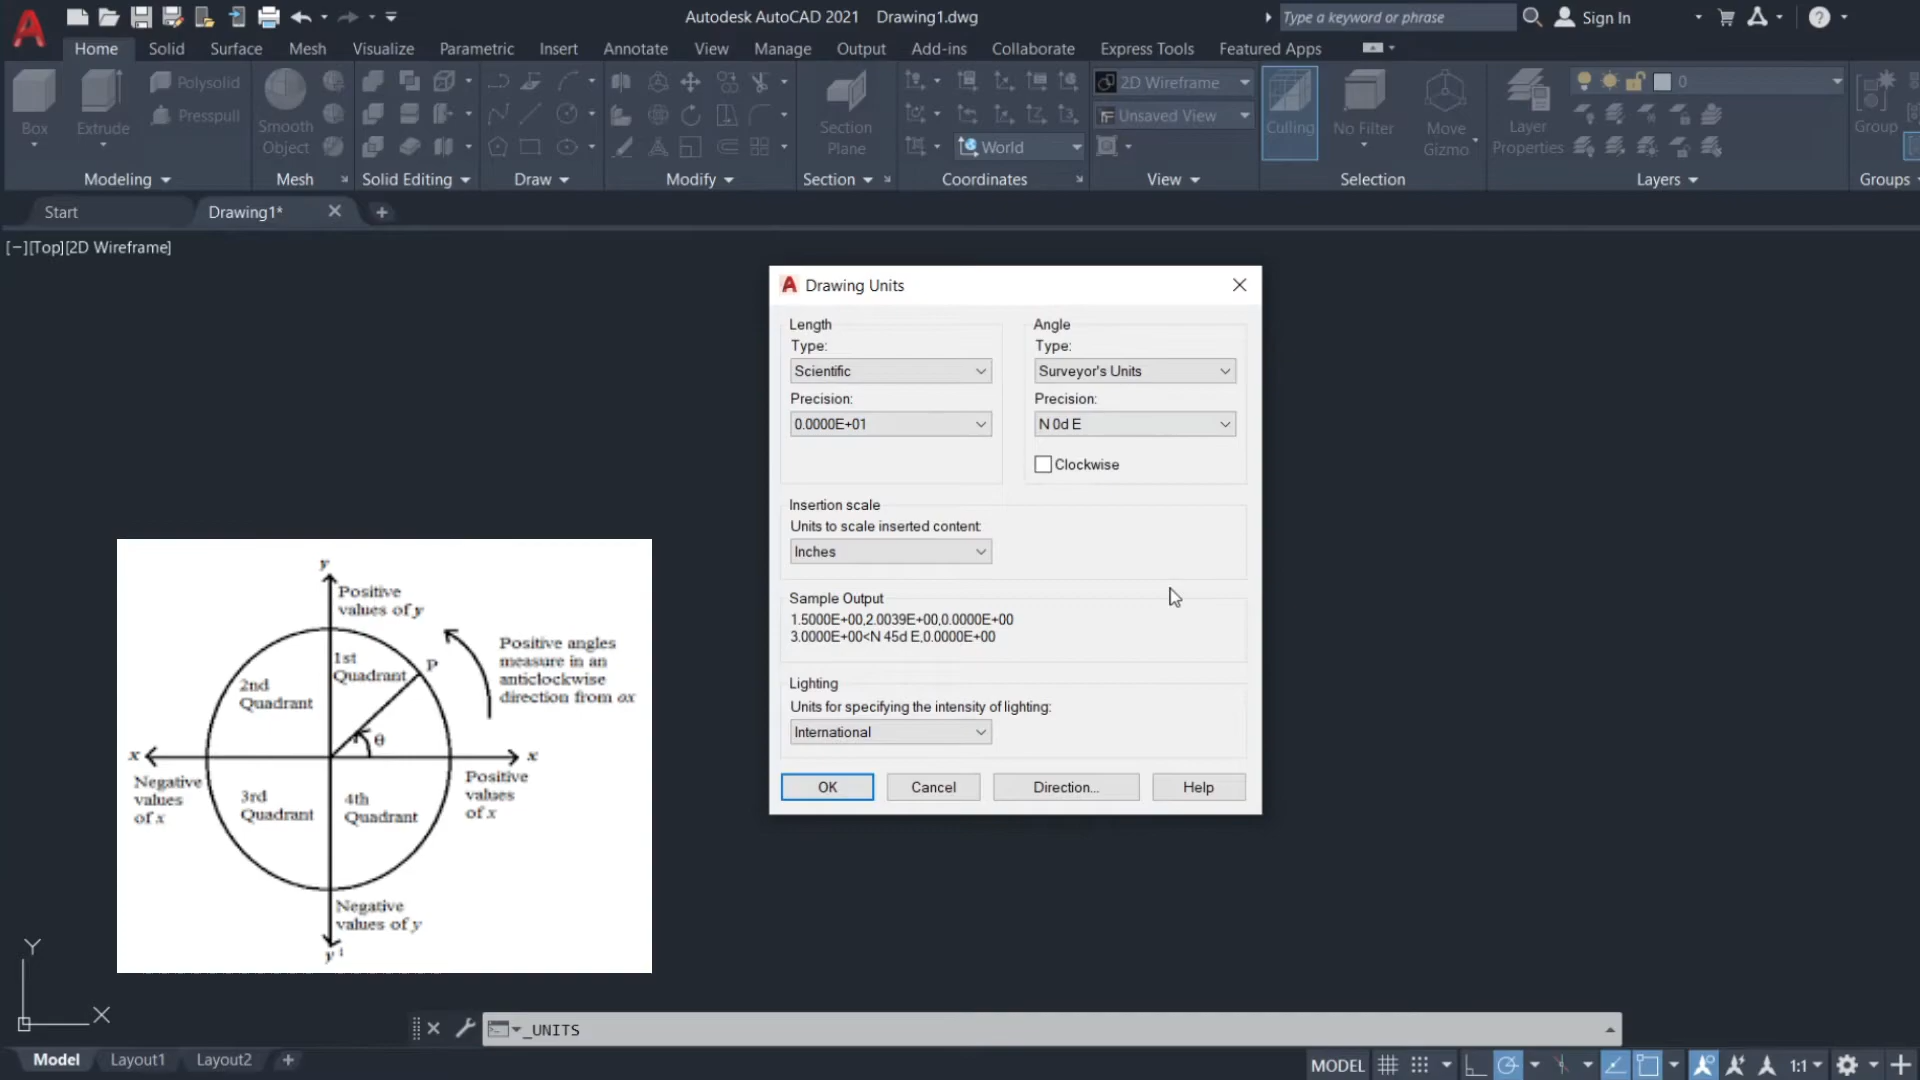 Autodesk AutoCAD 2021 Drawing1.dwg
Type a keyword or phrase
Sign In
Home Solid Surface Mesh Visualize Parametric Insert Annotate View Manage Output Add-ins Collaborate Express Tools Featured Apps
Box
Extrude
Polysolid
Presspull
Smooth
Object
Section
Plane
World
2D Wireframe
Unsaved View
Culling
No Filter
Move
Gizmo
Layer
Properties
0
Group
Modeling
Mesh
Solid Editing
Draw
Modify
Section
Coordinates
View
Selection
Layers
Groups
Start
Drawing1*
[−][Top][2D Wireframe]
Drawing Units
Length
Type:
Scientific
Precision:
0.0000E+01
Angle
Type:
Surveyor's Units
Precision:
N 0d E
Clockwise
Insertion scale
Units to scale inserted content:
Inches
Sample Output
1.5000E+00,2.0039E+00,0.0000E+00
3.0000E+00<N 45d E,0.0000E+00
Lighting
Units for specifying the intensity of lighting:
International
OK
Cancel
Direction...
Help
y
Positive
values of y
1st
Quadrant
P
2nd
Quadrant
Positive angles
measure in an
anticlockwise
direction from ox
θ
x
x
Negative
values
of x
3rd
Quadrant
4th
Quadrant
Positive
values
of x
Negative
values of y
y'
Y
X
_UNITS
Model Layout1 Layout2
MODEL
1:1